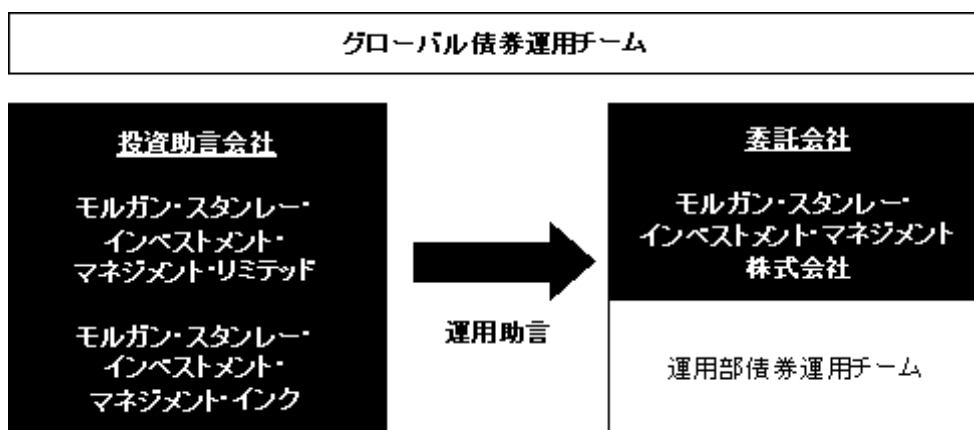 グローバル債券運用チーム
投資助言会社
モルガン・スタンレー・
インベストメント・
マネジメント・リミテッド
モルガン・スタンレー・
インベストメント・
マネジメント・インク
運用助言
委託会社
モルガン・スタンレー・
インベストメント・マネジメント
株式会社
運用部債券運用チーム